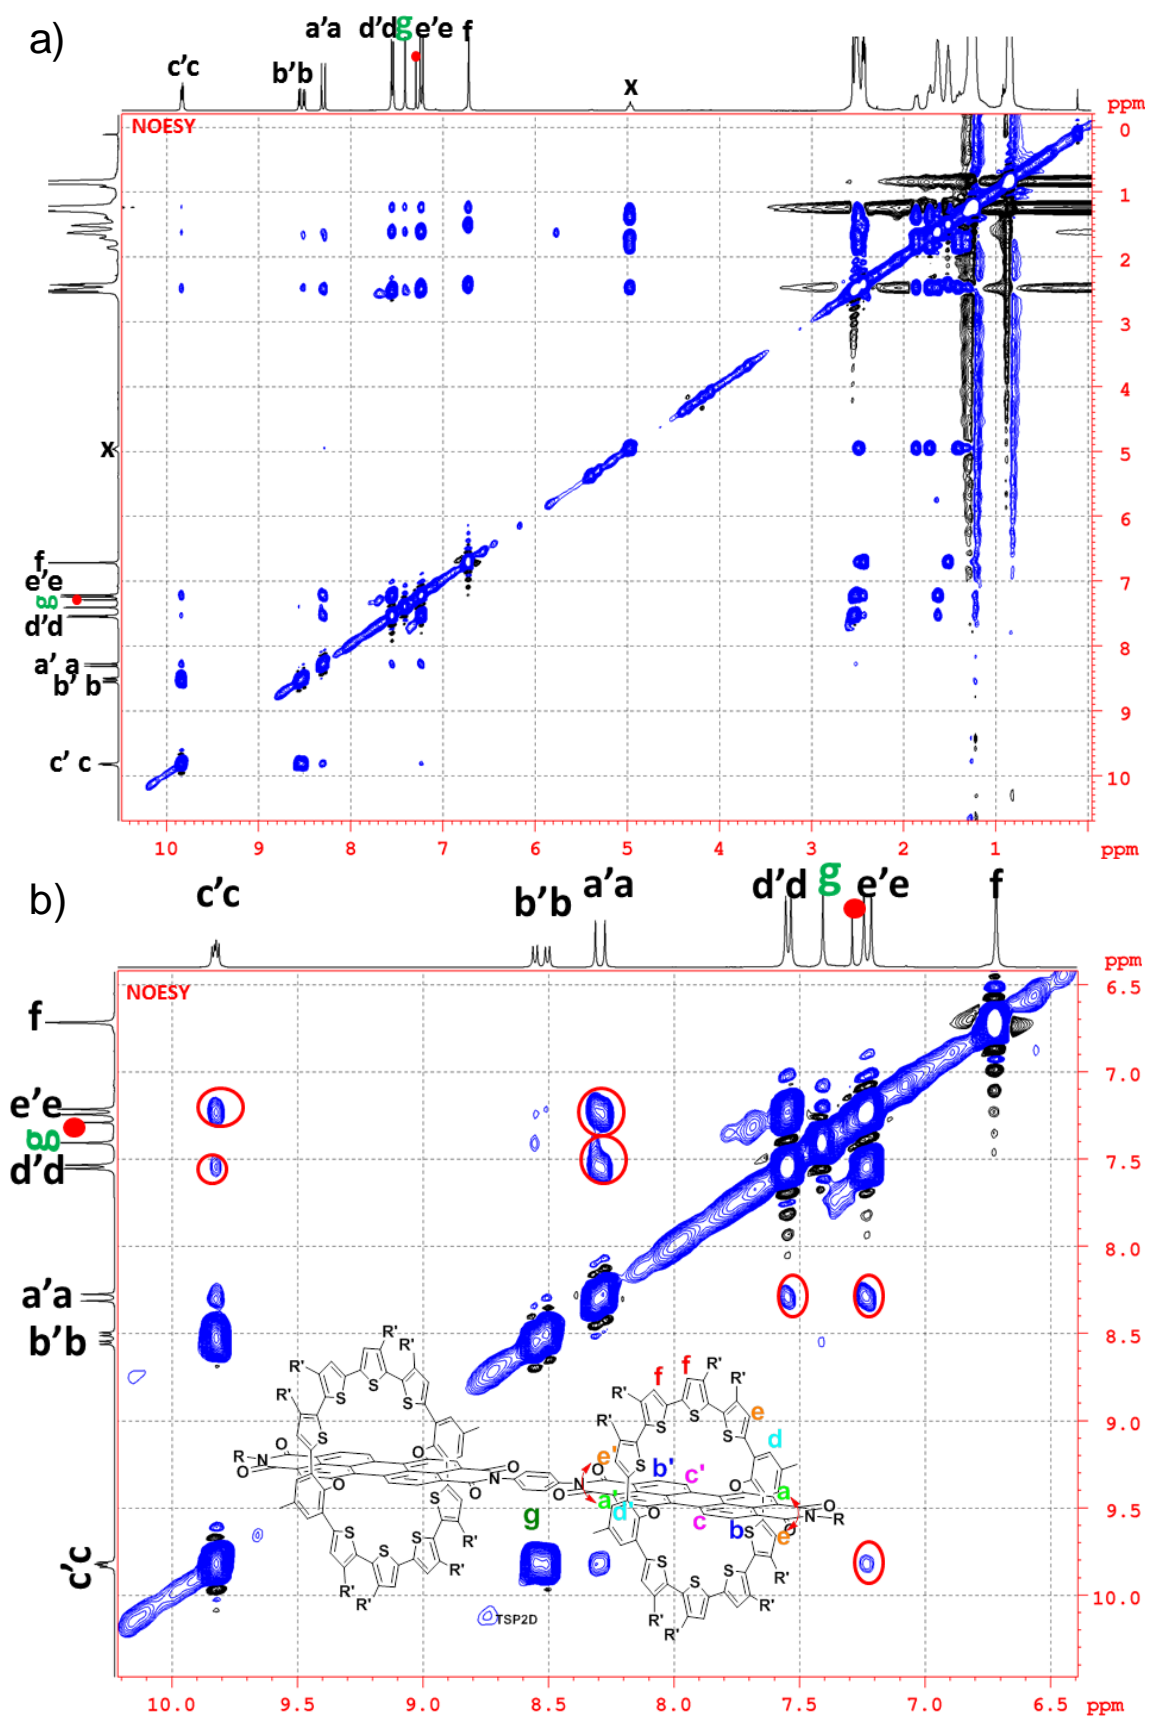 a)
a'a d'd g e'e f
c'c b'b x
ppm
NOESY
0
1
2
3
4
5
6
7
8
9
10
x
f
e'e
g
d'd
a' a
b' b
c' c
10 9 8 7 6 5 4 3 2 1 ppm
b)
c'c b'b a'a d'd g e'e f
ppm
NOESY
6.5
7.0
7.5
8.0
8.5
9.0
9.5
10.0
f
e'e
g
d'd
a'a
b'b
c'c
R' R' R' R'
S S S S
R N O O O O O N
S S S S
R' R' R' R'
g
R' R' R' R'
f f e d
S S S S
e' b' c' a
a' d' c b e
O N O O O O O N R
S S S S
R' R' R' R'
TSP2D
10.0 9.5 9.0 8.5 8.0 7.5 7.0 6.5 ppm